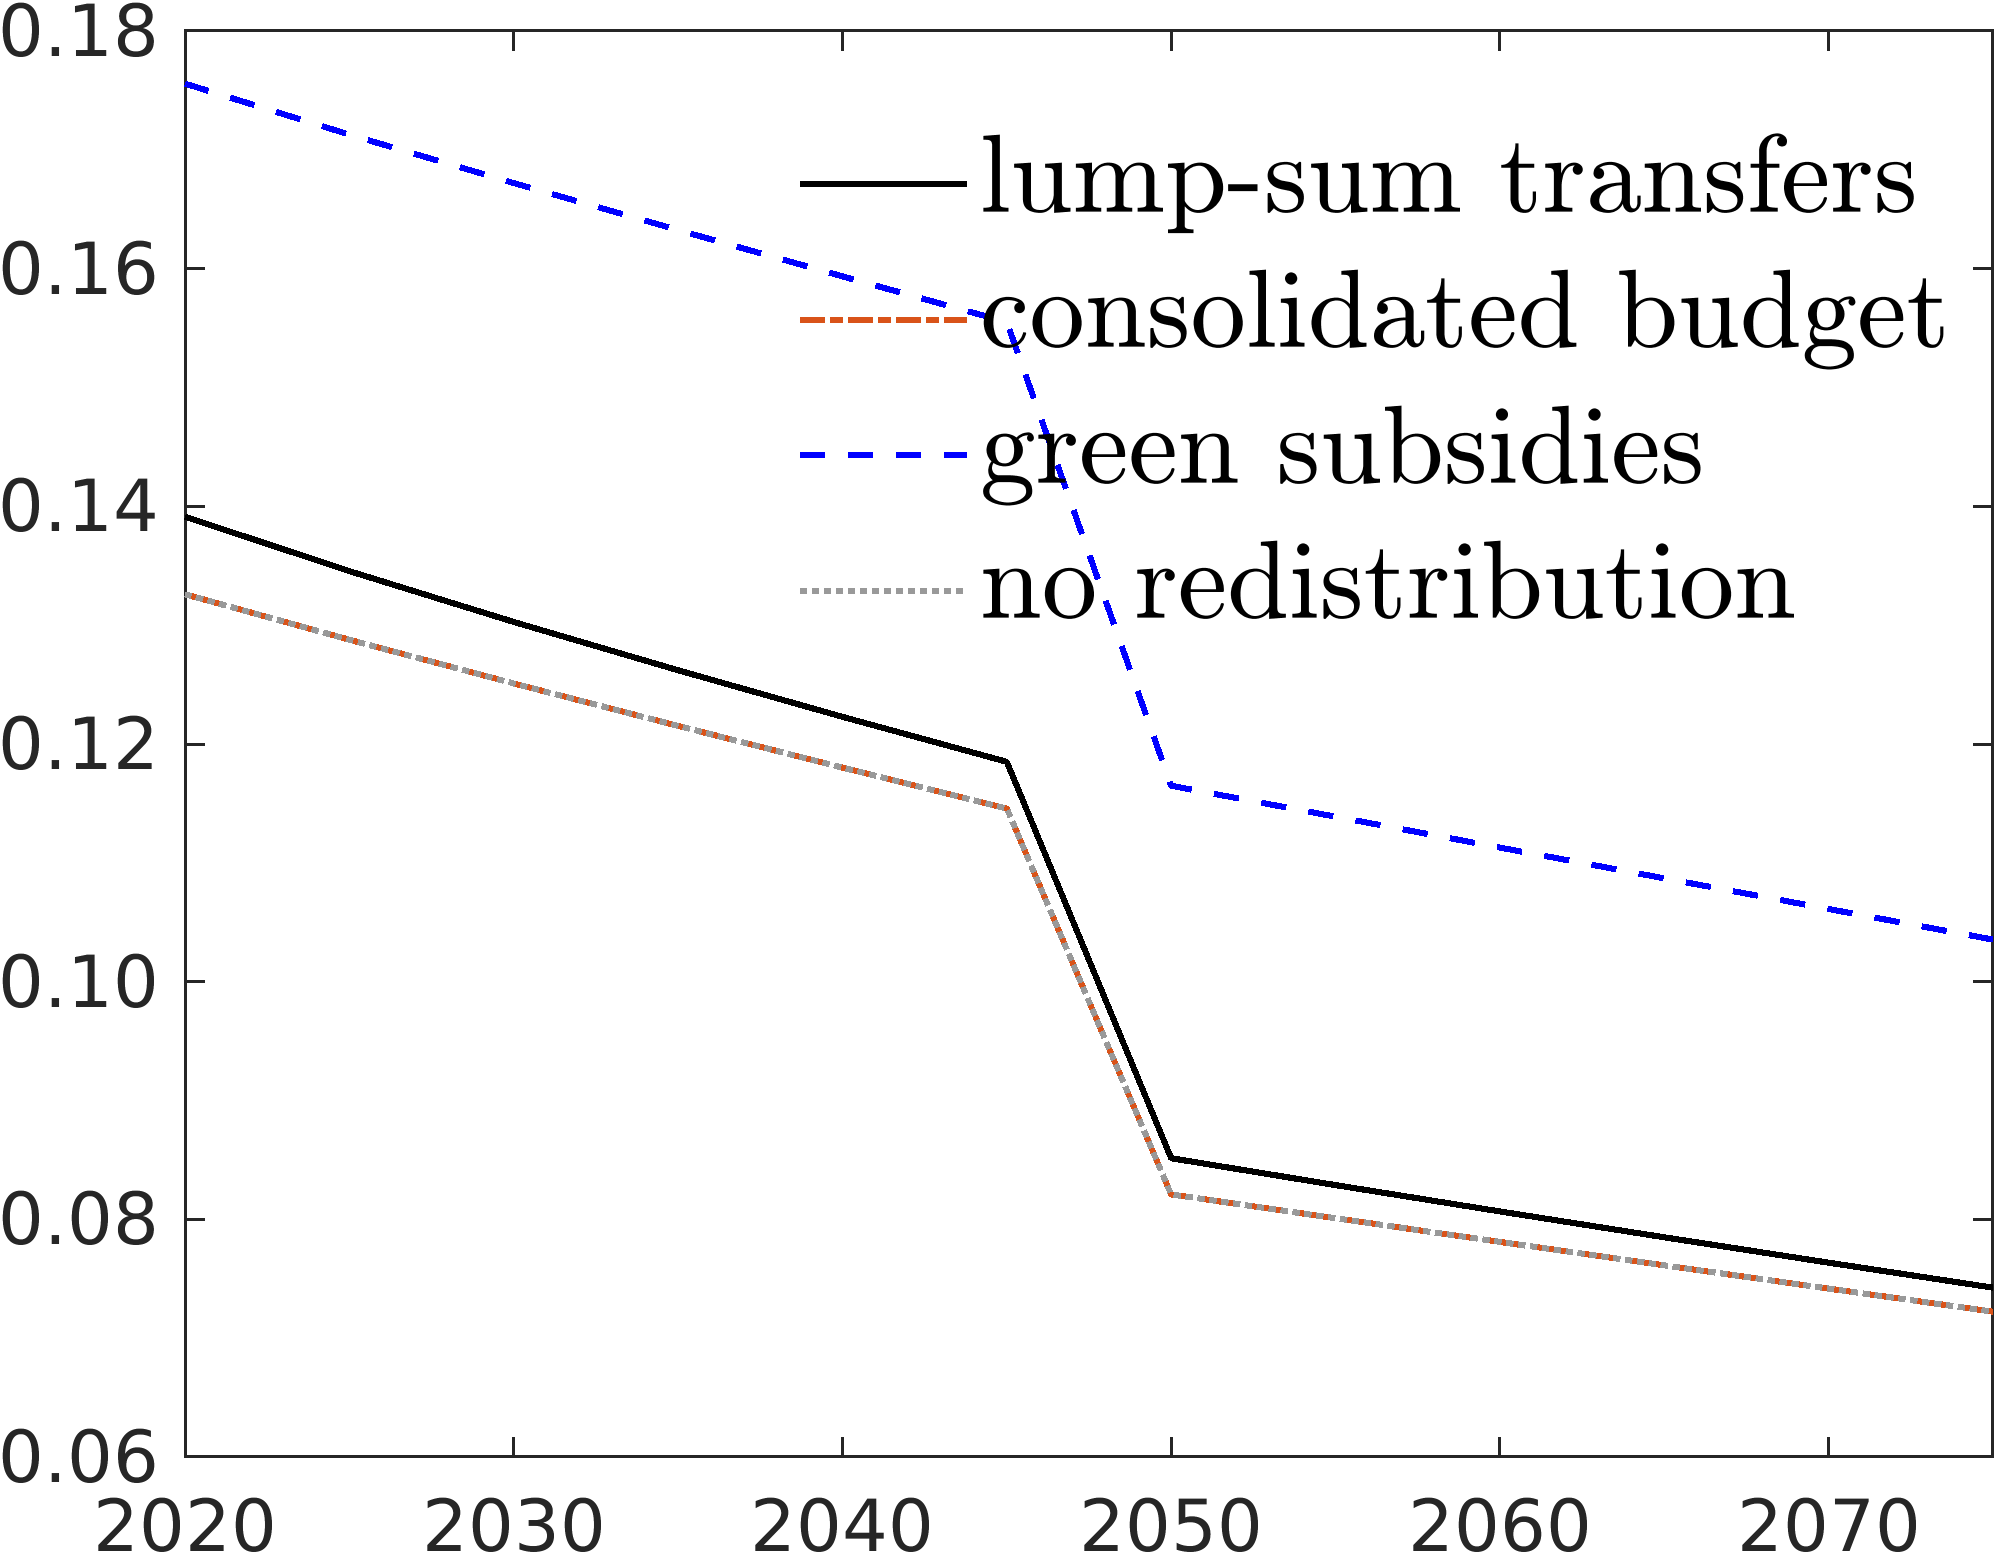 0.18
lump-sum transfers
0.16
consolidated budget
green subsidies
0.14
no redistribution
0.12
0.10
0.08
0.06
2020 2030 2040 2050 2060 2070